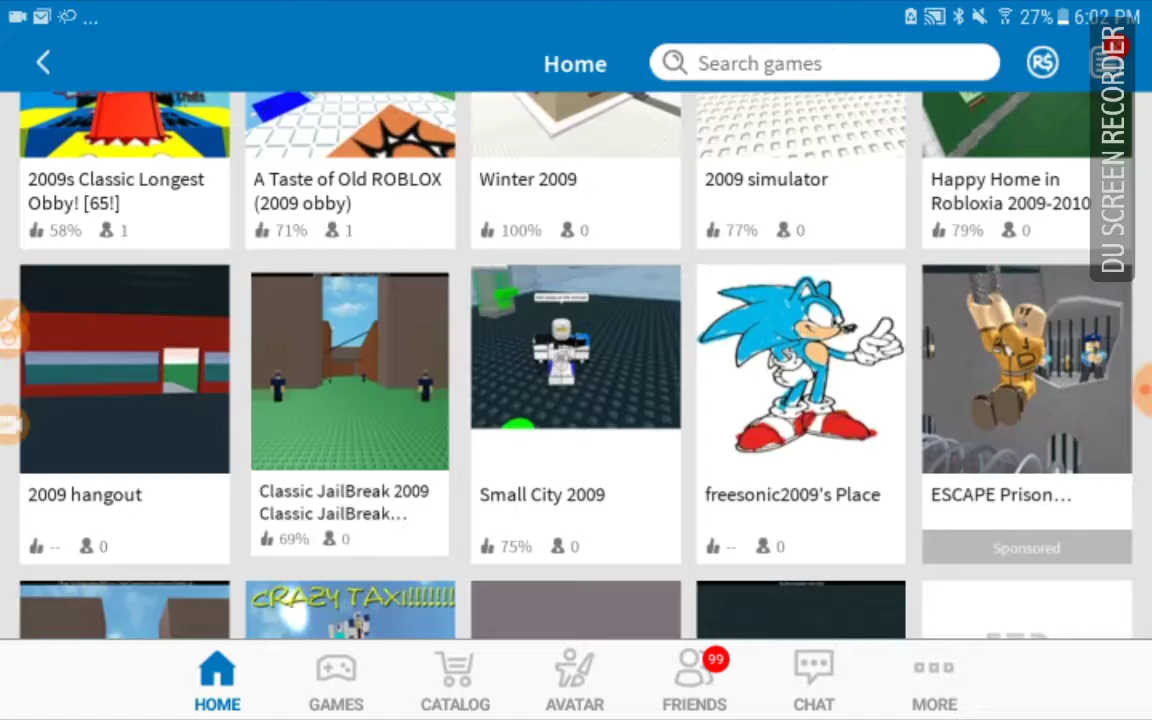 ... 27% 6:02 PM
Home Search games R$
DU SCREEN RECORDER
2009s Classic Longest
Obby! [65!]
58% 1
A Taste of Old ROBLOX
(2009 obby)
71% 1
Winter 2009
100% 0
2009 simulator
77% 0
Happy Home in
Robloxia 2009-2010
79% 0
2009 hangout
-- 0
Classic JailBreak 2009
Classic JailBreak...
69% 0
Small City 2009
75% 0
freesonic2009's Place
-- 0
ESCAPE Prison...
Sponsored
CRAZY TAXI!!!!!!!
99
HOME GAMES CATALOG AVATAR FRIENDS CHAT MORE